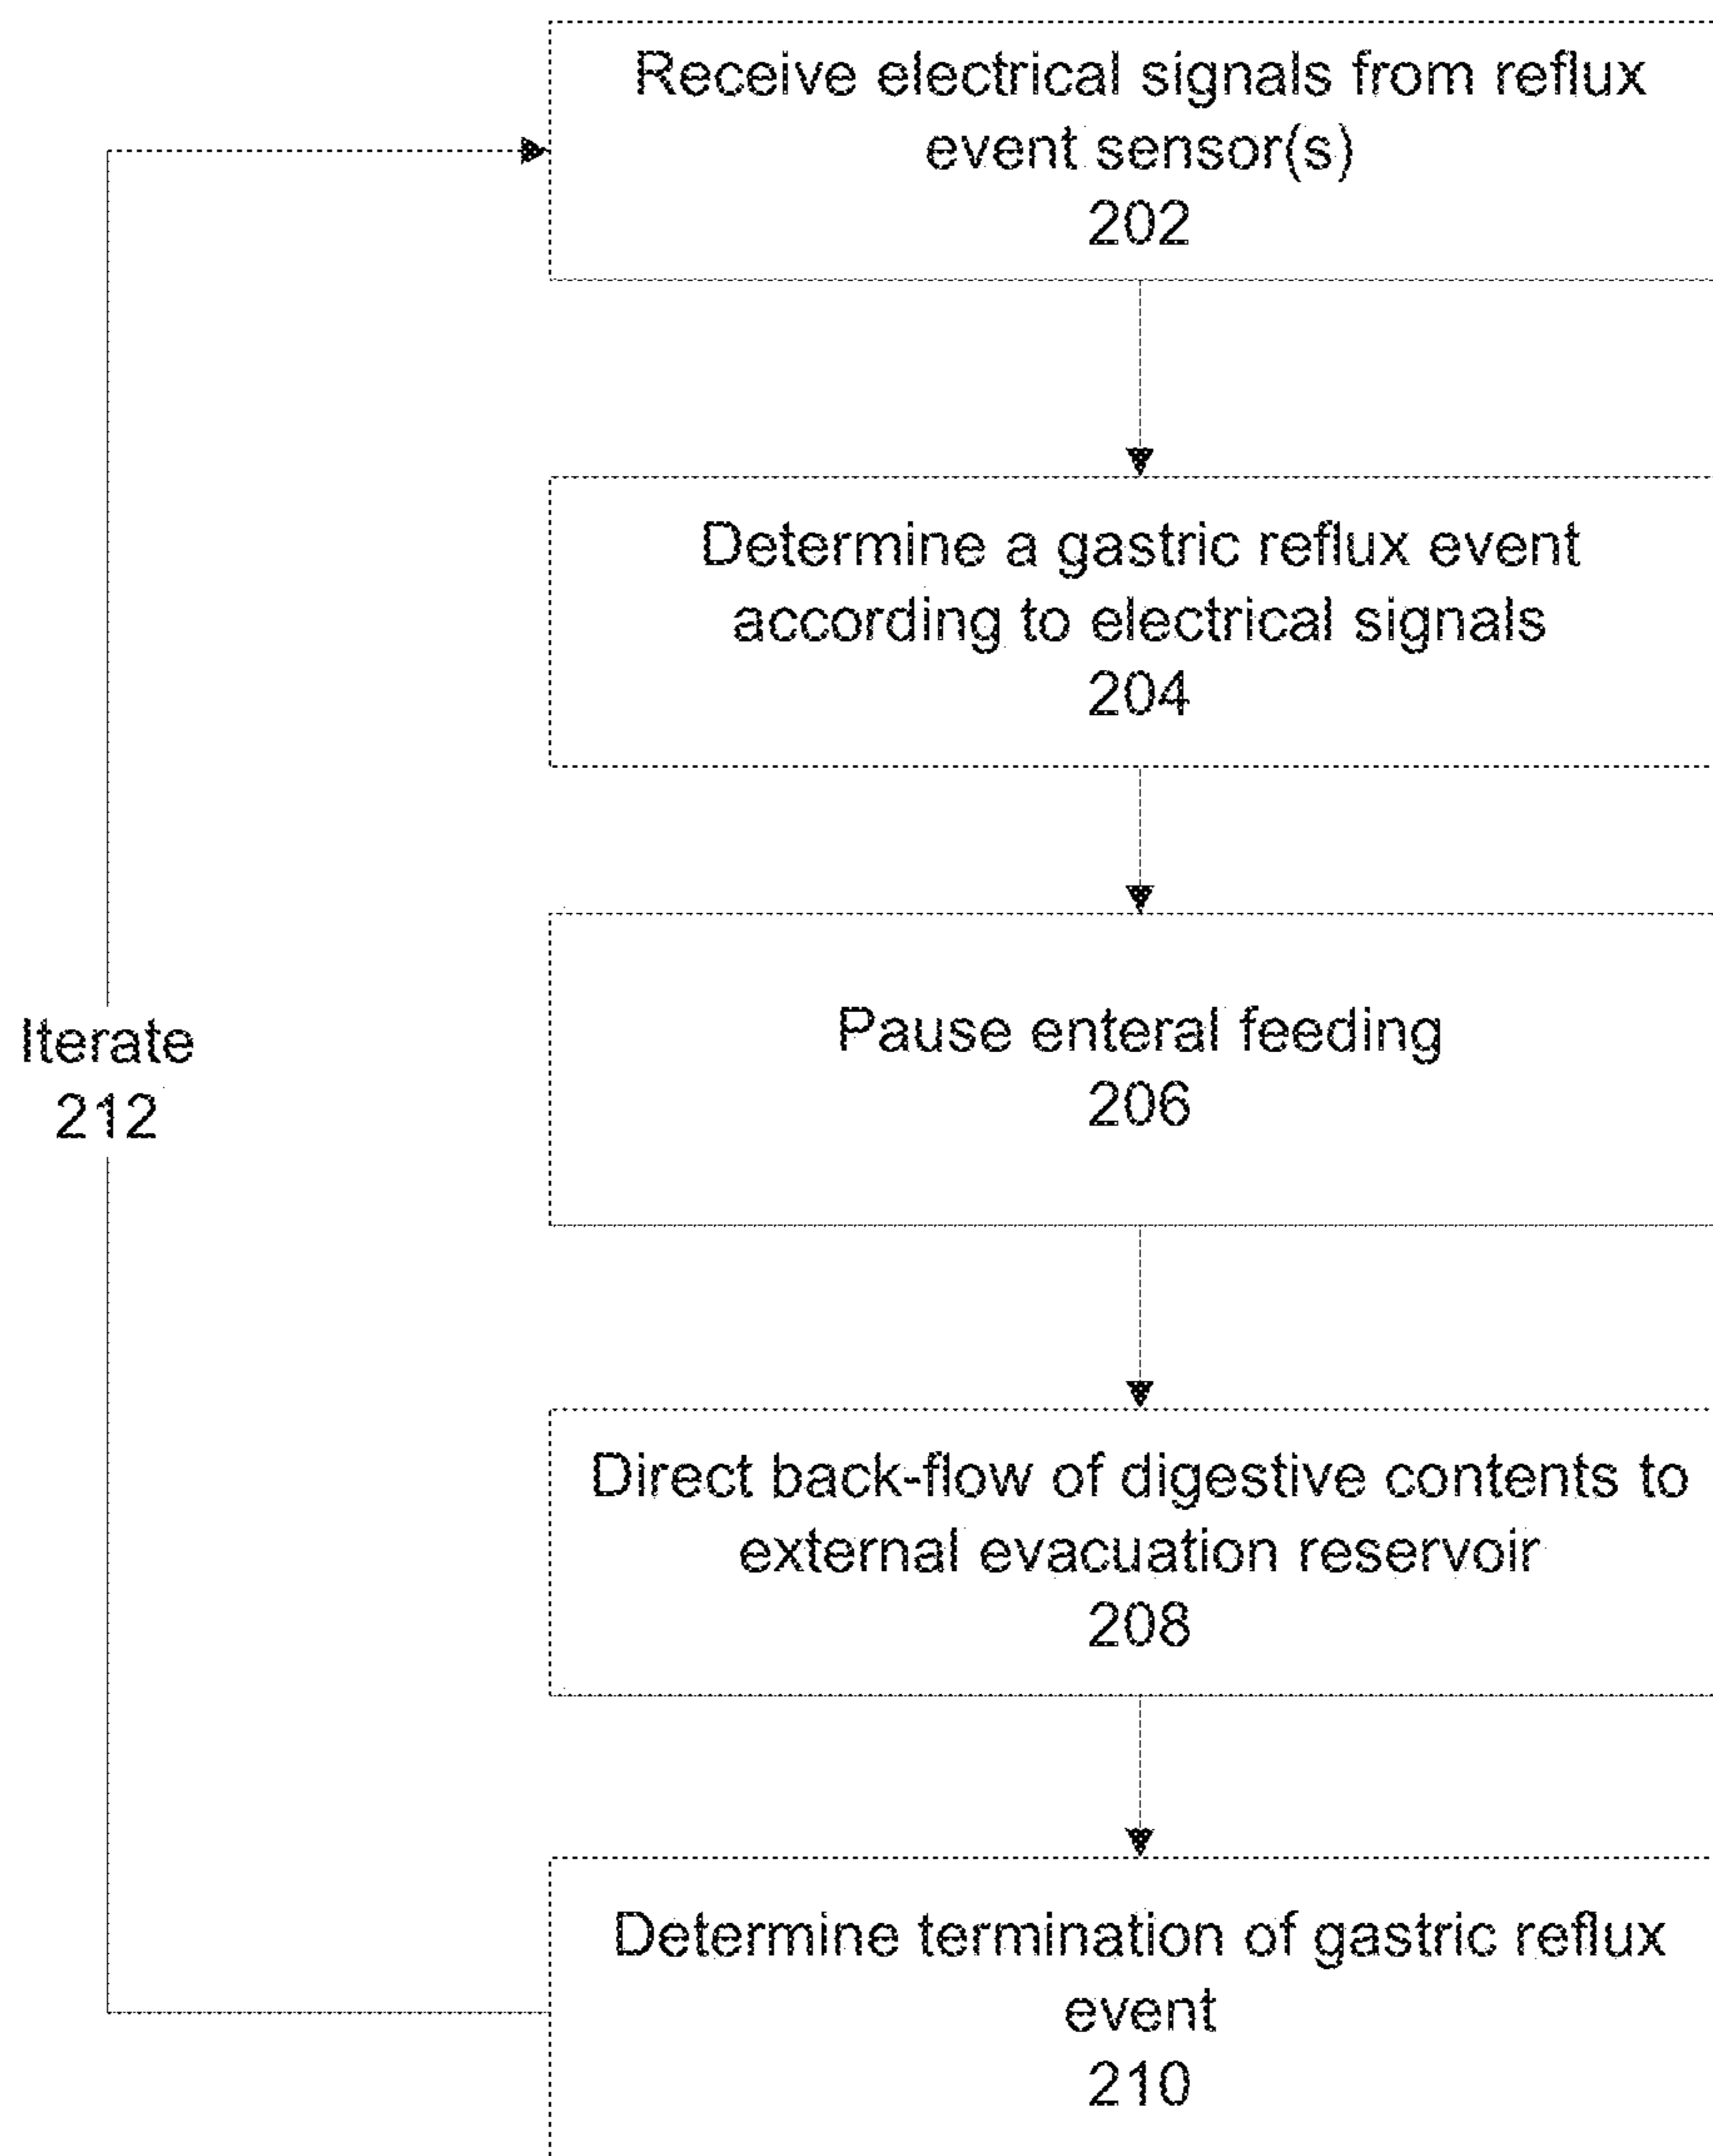 Receive electrical signals from reflux
event sensor(s)
202
Determine a gastric reflux event
according to electrical signals
204
Pause enteral feeding
206
Iterate
212
Direct back-flow of digestive contents to
external evacuation reservoir
208
Determine termination of gastric reflux
event
210